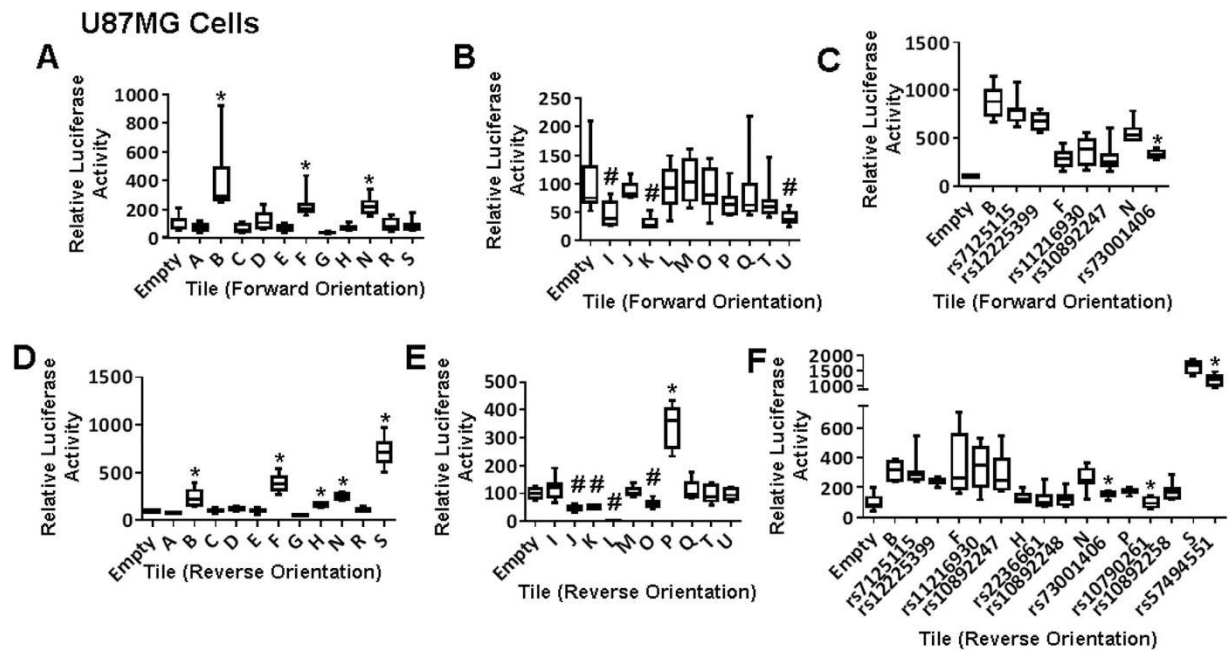 U87MG Cells
A
Relative Luciferase
Activity
1000
800
600
400
200
0
*
*
*
Empty
A
B
C
D
E
F
G
H
N
R
S
Tile (Forward Orientation)
B
Relative Luciferase
Activity
250
200
150
100
50
0
#
#
#
Empty
I
J
K
L
M
O
P
Q
T
U
Tile (Forward Orientation)
C
Relative Luciferase
Activity
1500
1000
500
0
*
Empty
B
rs7125115
rs12225399
F
rs11216930
rs10892247
N
rs73001406
Tile (Forward Orientation)
D
Relative Luciferase
Activity
1500
1000
500
0
*
*
*
*
*
Empty
A
B
C
D
E
F
G
H
N
R
S
Tile (Reverse Orientation)
E
Relative Luciferase
Activity
500
400
300
200
100
0
#
#
#
#
*
Empty
I
J
K
L
M
O
P
Q
T
U
Tile (Reverse Orientation)
F
Relative Luciferase
Activity
2000
1500
1000
600
400
200
0
*
*
*
Empty
B
rs7125115
rs12225399
F
rs11216930
rs10892247
H
rs2236661
rs10892248
N
rs73001406
P
rs10790261
rs10892258
S
rs57494551
Tile (Reverse Orientation)